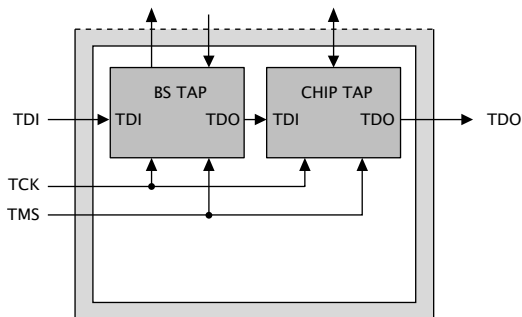 BS TAP
CHIP TAP
TDI TDI TDO TDI TDO TDO
TCK
TMS